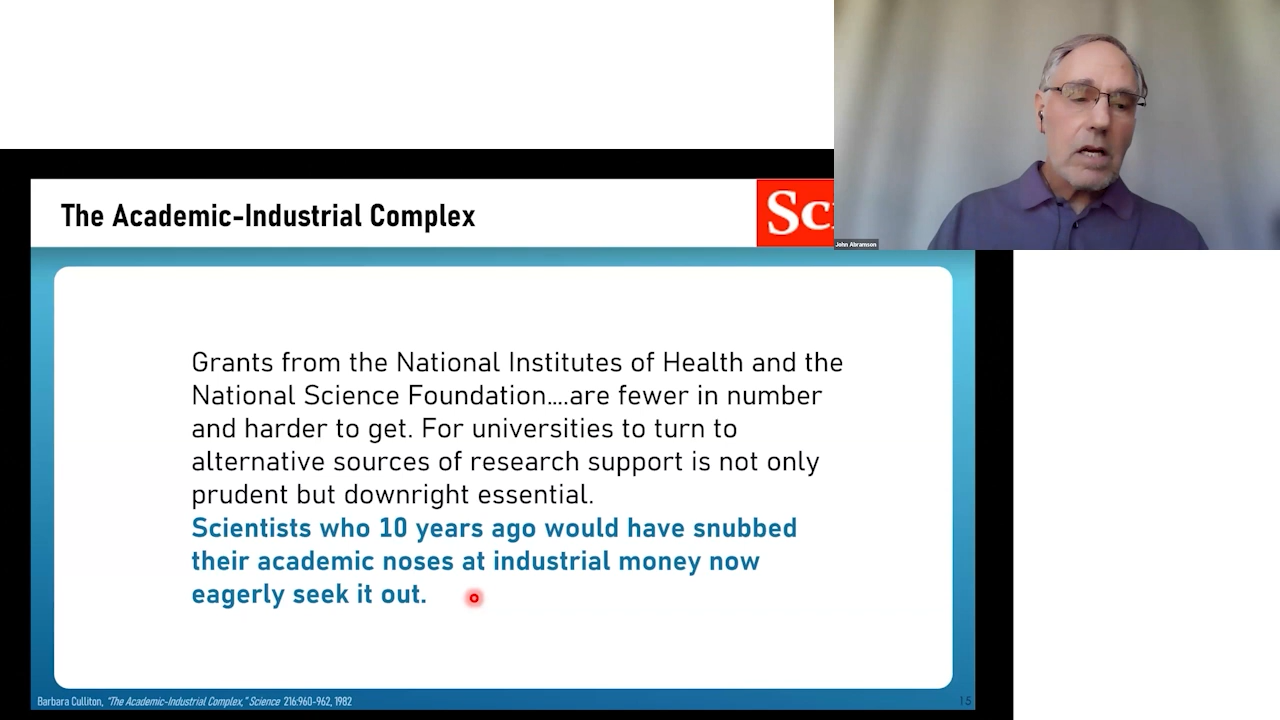 John Abramson
The Academic-Industrial Complex
Sc
Grants from the National Institutes of Health and the
National Science Foundation....are fewer in number
and harder to get. For universities to turn to
alternative sources of research support is not only
prudent but downright essential.
Scientists who 10 years ago would have snubbed
their academic noses at industrial money now
eagerly seek it out.
Barbara Culliton, "The Academic-Industrial Complex," Science 216:960-962, 1982
15